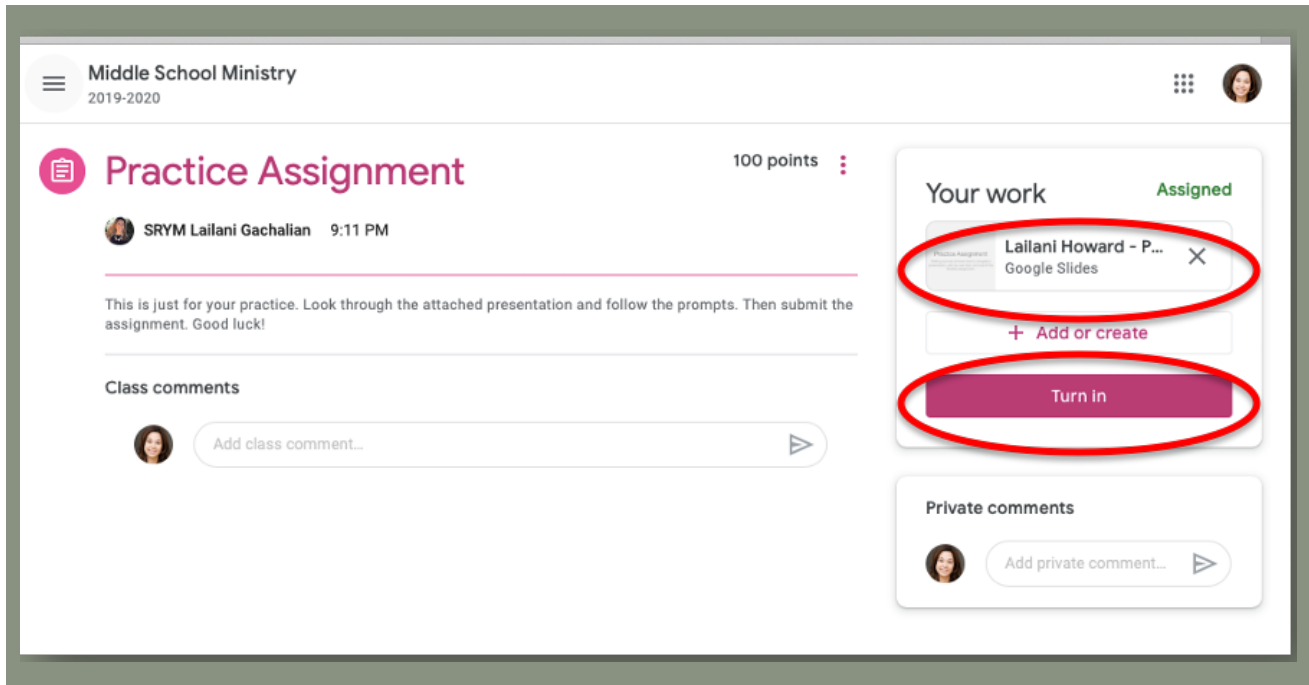 Middle School Ministry
2019-2020
Practice Assignment
100 points
SRYM Lailani Gachalian 9:11 PM
This is just for your practice. Look through the attached presentation and follow the prompts. Then submit the
assignment. Good luck!
Class comments
Add class comment...
Your work
Assigned
Practice Assignment
Lailani Howard - P...
Google Slides
+ Add or create
Turn in
Private comments
Add private comment...